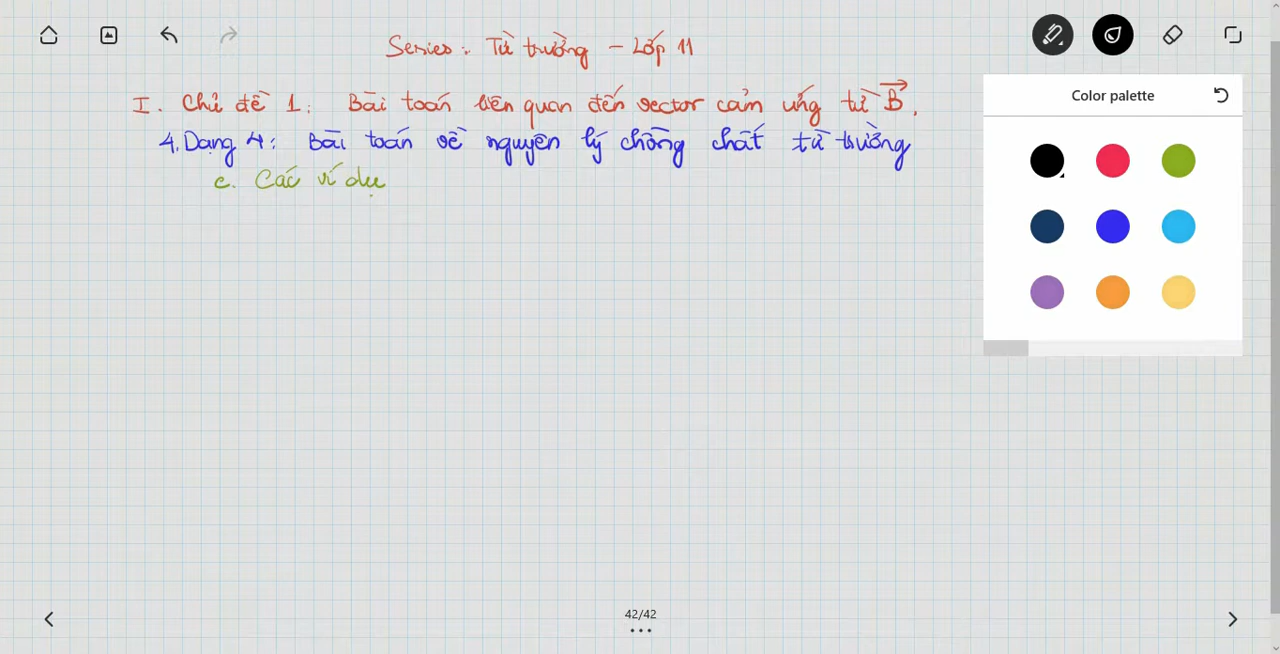 Series: Từ trường - Lớp 11
I. Chủ đề 1: Bài toán liên quan đến vector cảm ứng từ B⃗.
4. Dạng 4: Bài toán về nguyên lý chồng chất từ trường
c. Các ví dụ
Color palette
42/42